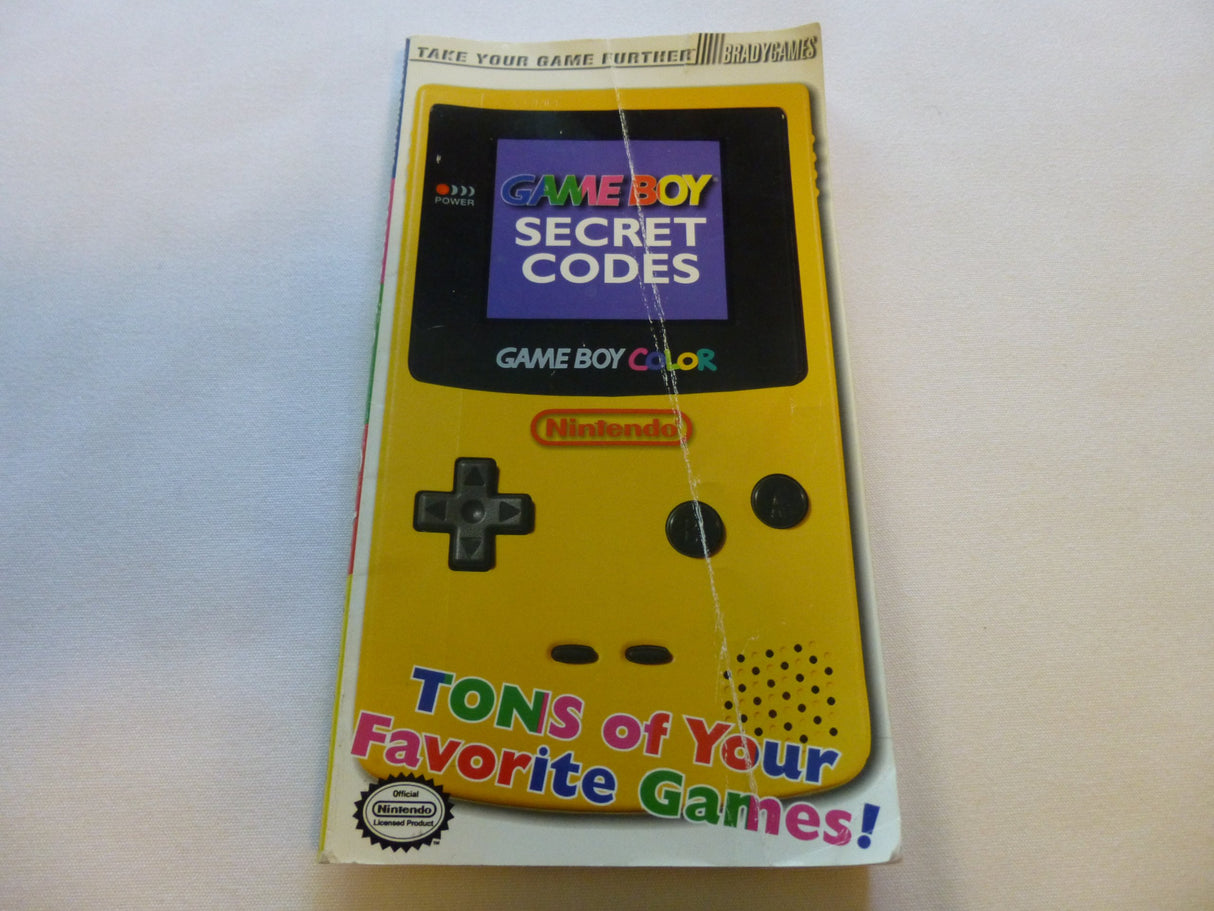 TAKE YOUR GAME FURTHER BRADYGAMES
POWER
GAME BOY
SECRET
CODES
GAME BOY COLOR
Nintendo
B
A
TONS of Your
Favorite Games!
Official
Nintendo
Licensed Product
TM